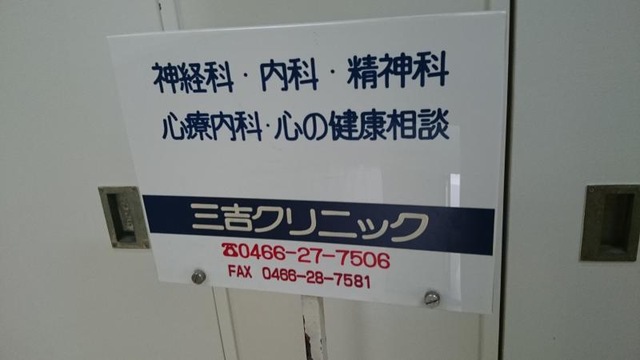 神経科・内科・精神科
心療内科・心の健康相談
三吉クリニック
☎0466-27-7506
FAX 0466-28-7581